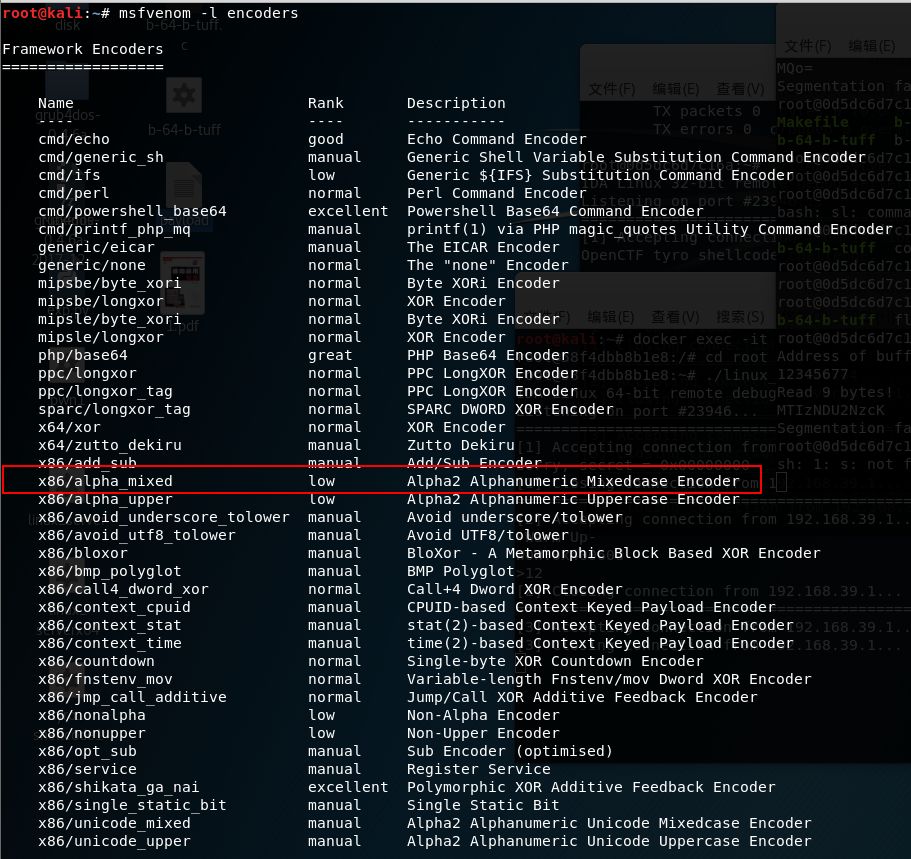 root@kali:~# msfvenom -l encoders
Framework Encoders
==================
Name Rank Description
---- ---- -----------
cmd/echo good Echo Command Encoder
cmd/generic_sh manual Generic Shell Variable Substitution Command Encoder
cmd/ifs low Generic ${IFS} Substitution Command Encoder
cmd/perl normal Perl Command Encoder
cmd/powershell_base64 excellent Powershell Base64 Command Encoder
cmd/printf_php_mq manual printf(1) via PHP magic_quotes Utility Command Encoder
generic/eicar manual The EICAR Encoder
generic/none normal The "none" Encoder
mipsbe/byte_xori normal Byte XORi Encoder
mipsbe/longxor normal XOR Encoder
mipsle/byte_xori normal Byte XORi Encoder
mipsle/longxor normal XOR Encoder
php/base64 great PHP Base64 Encoder
ppc/longxor normal PPC LongXOR Encoder
ppc/longxor_tag normal PPC LongXOR Encoder
sparc/longxor_tag normal SPARC DWORD XOR Encoder
x64/xor normal XOR Encoder
x64/zutto_dekiru manual Zutto Dekiru
x86/add_sub manual Add/Sub Encoder
x86/alpha_mixed low Alpha2 Alphanumeric Mixedcase Encoder
x86/alpha_upper low Alpha2 Alphanumeric Uppercase Encoder
x86/avoid_underscore_tolower manual Avoid underscore/tolower
x86/avoid_utf8_tolower manual Avoid UTF8/tolower
x86/bloxor manual BloXor - A Metamorphic Block Based XOR Encoder
x86/bmp_polyglot manual BMP Polyglot
x86/call4_dword_xor normal Call+4 Dword XOR Encoder
x86/context_cpuid manual CPUID-based Context Keyed Payload Encoder
x86/context_stat manual stat(2)-based Context Keyed Payload Encoder
x86/context_time manual time(2)-based Context Keyed Payload Encoder
x86/countdown normal Single-byte XOR Countdown Encoder
x86/fnstenv_mov normal Variable-length Fnstenv/mov Dword XOR Encoder
x86/jmp_call_additive normal Jump/Call XOR Additive Feedback Encoder
x86/nonalpha low Non-Alpha Encoder
x86/nonupper low Non-Upper Encoder
x86/opt_sub manual Sub Encoder (optimised)
x86/service manual Register Service
x86/shikata_ga_nai excellent Polymorphic XOR Additive Feedback Encoder
x86/single_static_bit manual Single Static Bit
x86/unicode_mixed manual Alpha2 Alphanumeric Unicode Mixedcase Encoder
x86/unicode_upper manual Alpha2 Alphanumeric Unicode Uppercase Encoder